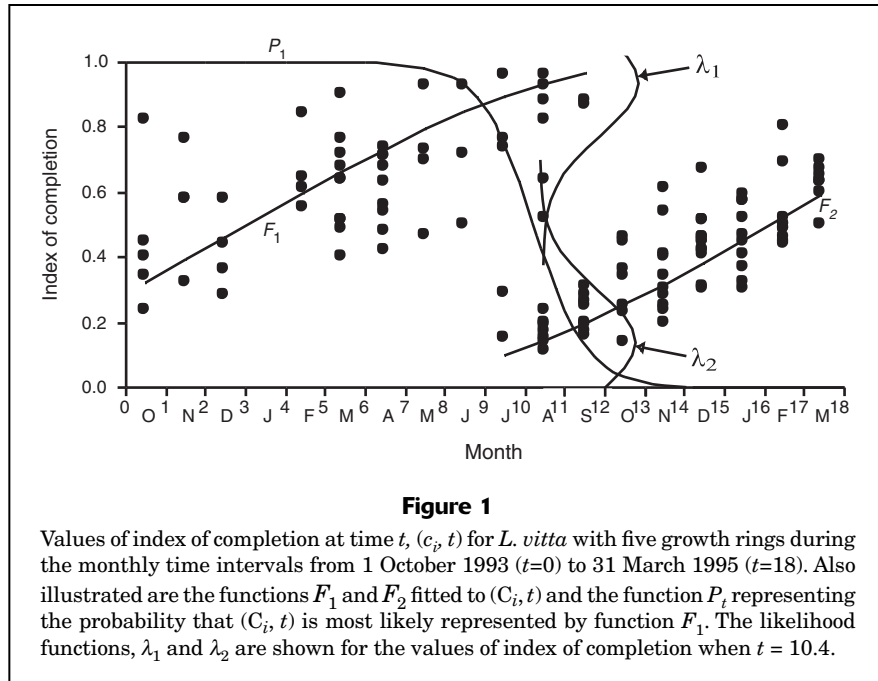 P1
1.0
0.8
0.6
0.4
0.2
0.0
Index of completion
F1
F2
λ1
λ2
0 1 2 3 4 5 6 7 8 9 10 11 12 13 14 15 16 17 18
O N D J F M A M J J A S O N D J F M
Month
Figure 1
Values of index of completion at time t, (ci, t) for L. vitta with five growth rings during
the monthly time intervals from 1 October 1993 (t=0) to 31 March 1995 (t=18). Also
illustrated are the functions F1 and F2 fitted to (Ci, t) and the function Pt representing
the probability that (Ci, t) is most likely represented by function F1. The likelihood
functions, λ1 and λ2 are shown for the values of index of completion when t = 10.4.